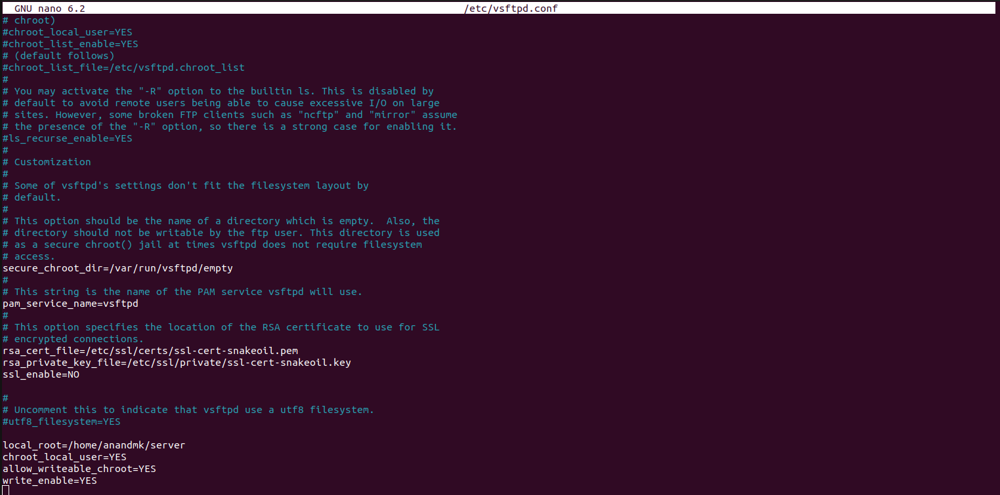 GNU nano 6.2 /etc/vsftpd.conf
# chroot)
#chroot_local_user=YES
#chroot_list_enable=YES
# (default follows)
#chroot_list_file=/etc/vsftpd.chroot_list
#
# You may activate the "-R" option to the builtin ls. This is disabled by
# default to avoid remote users being able to cause excessive I/O on large
# sites. However, some broken FTP clients such as "ncftp" and "mirror" assume
# the presence of the "-R" option, so there is a strong case for enabling it.
#ls_recurse_enable=YES
#
# Customization
#
# Some of vsftpd's settings don't fit the filesystem layout by
# default.
#
# This option should be the name of a directory which is empty.  Also, the
# directory should not be writable by the ftp user. This directory is used
# as a secure chroot() jail at times vsftpd does not require filesystem
# access.
secure_chroot_dir=/var/run/vsftpd/empty
#
# This string is the name of the PAM service vsftpd will use.
pam_service_name=vsftpd
#
# This option specifies the location of the RSA certificate to use for SSL
# encrypted connections.
rsa_cert_file=/etc/ssl/certs/ssl-cert-snakeoil.pem
rsa_private_key_file=/etc/ssl/private/ssl-cert-snakeoil.key
ssl_enable=NO
#
# Uncomment this to indicate that vsftpd use a utf8 filesystem.
#utf8_filesystem=YES
local_root=/home/anandmk/server
chroot_local_user=YES
allow_writeable_chroot=YES
write_enable=YES